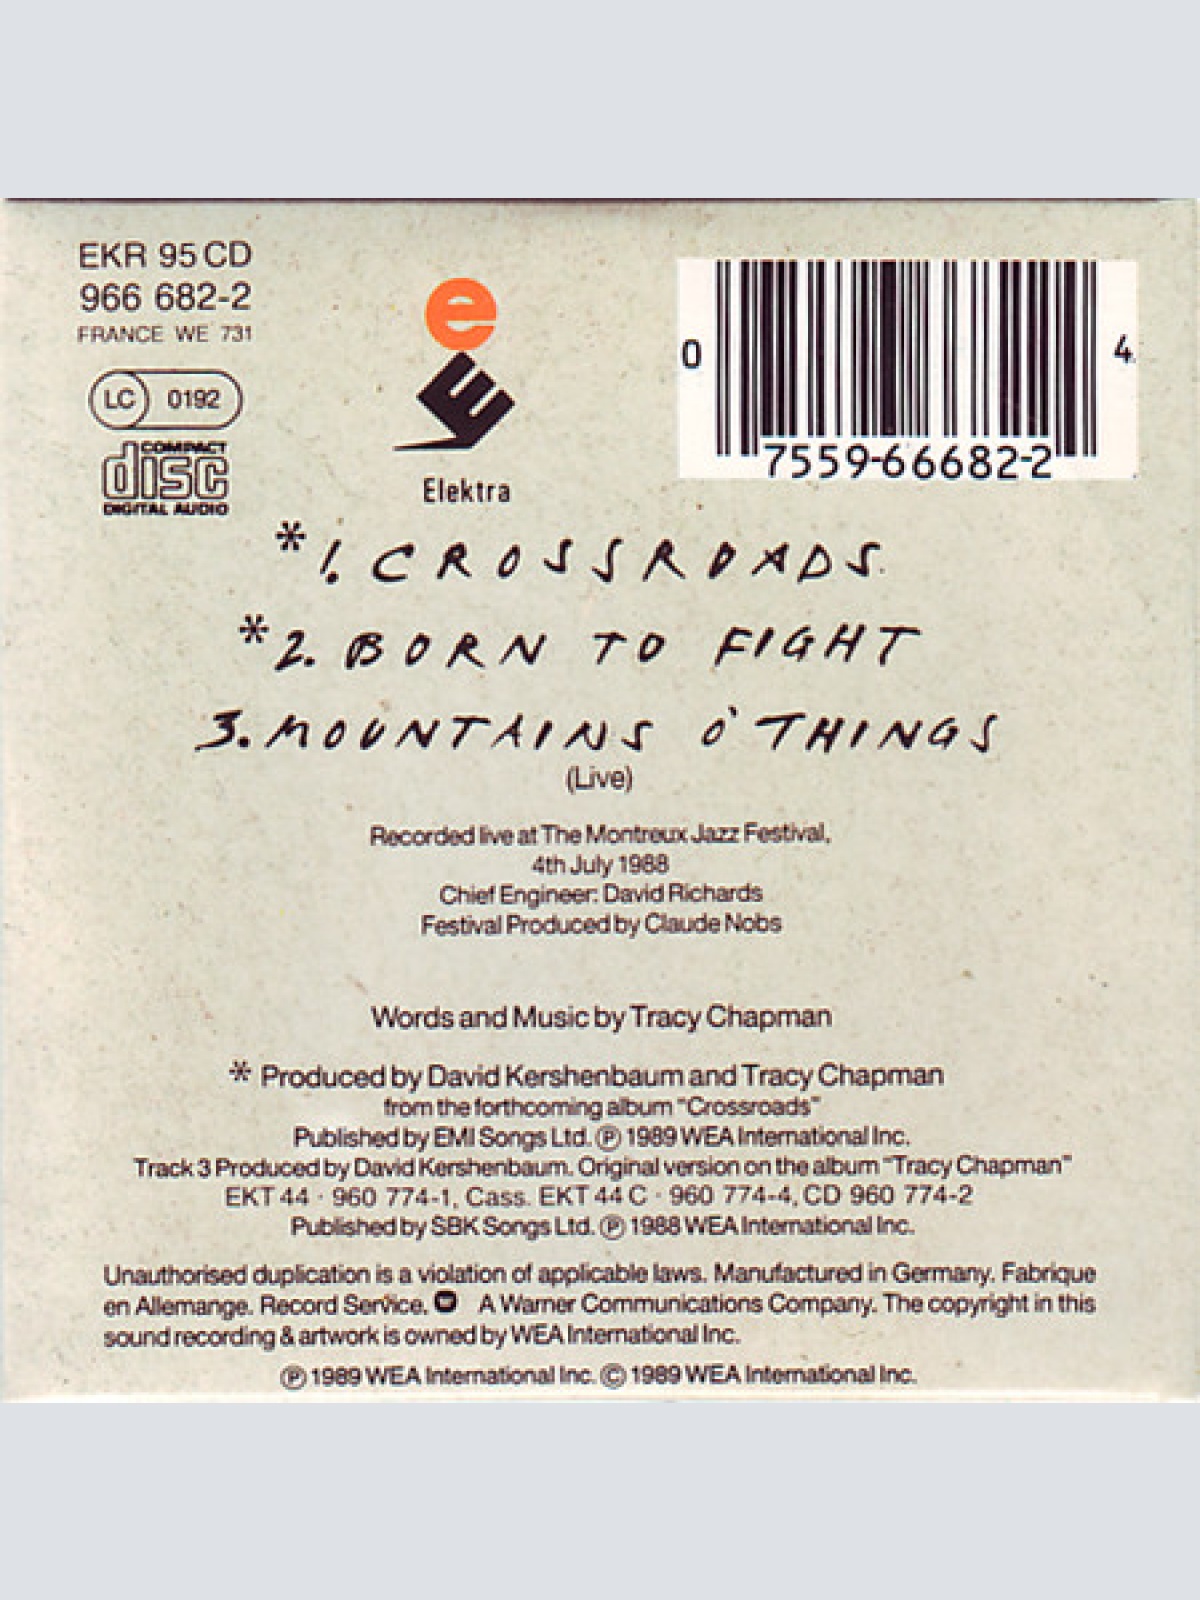 EKR 95 CD
966 682-2
FRANCE WE 731
LC 0192
COMPACT
disc
DIGITAL AUDIO
e
E
Elektra
0 4
7559-66682-2
*1. CROSSROADS.
*2. BORN TO FIGHT
3. MOUNTAINS O' THINGS
(Live)
Recorded live at The Montreux Jazz Festival,
4th July 1988
Chief Engineer: David Richards
Festival Produced by Claude Nobs
Words and Music by Tracy Chapman
* Produced by David Kershenbaum and Tracy Chapman
from the forthcoming album "Crossroads"
Published by EMI Songs Ltd. ℗ 1989 WEA International Inc.
Track 3 Produced by David Kershenbaum. Original version on the album "Tracy Chapman"
EKT 44 · 960 774-1, Cass. EKT 44 C · 960 774-4, CD 960 774-2
Published by SBK Songs Ltd. ℗ 1988 WEA International Inc.
Unauthorised duplication is a violation of applicable laws. Manufactured in Germany. Fabrique
en Allemange. Record Service. A Warner Communications Company. The copyright in this
sound recording & artwork is owned by WEA International Inc.
℗ 1989 WEA International Inc. © 1989 WEA International Inc.